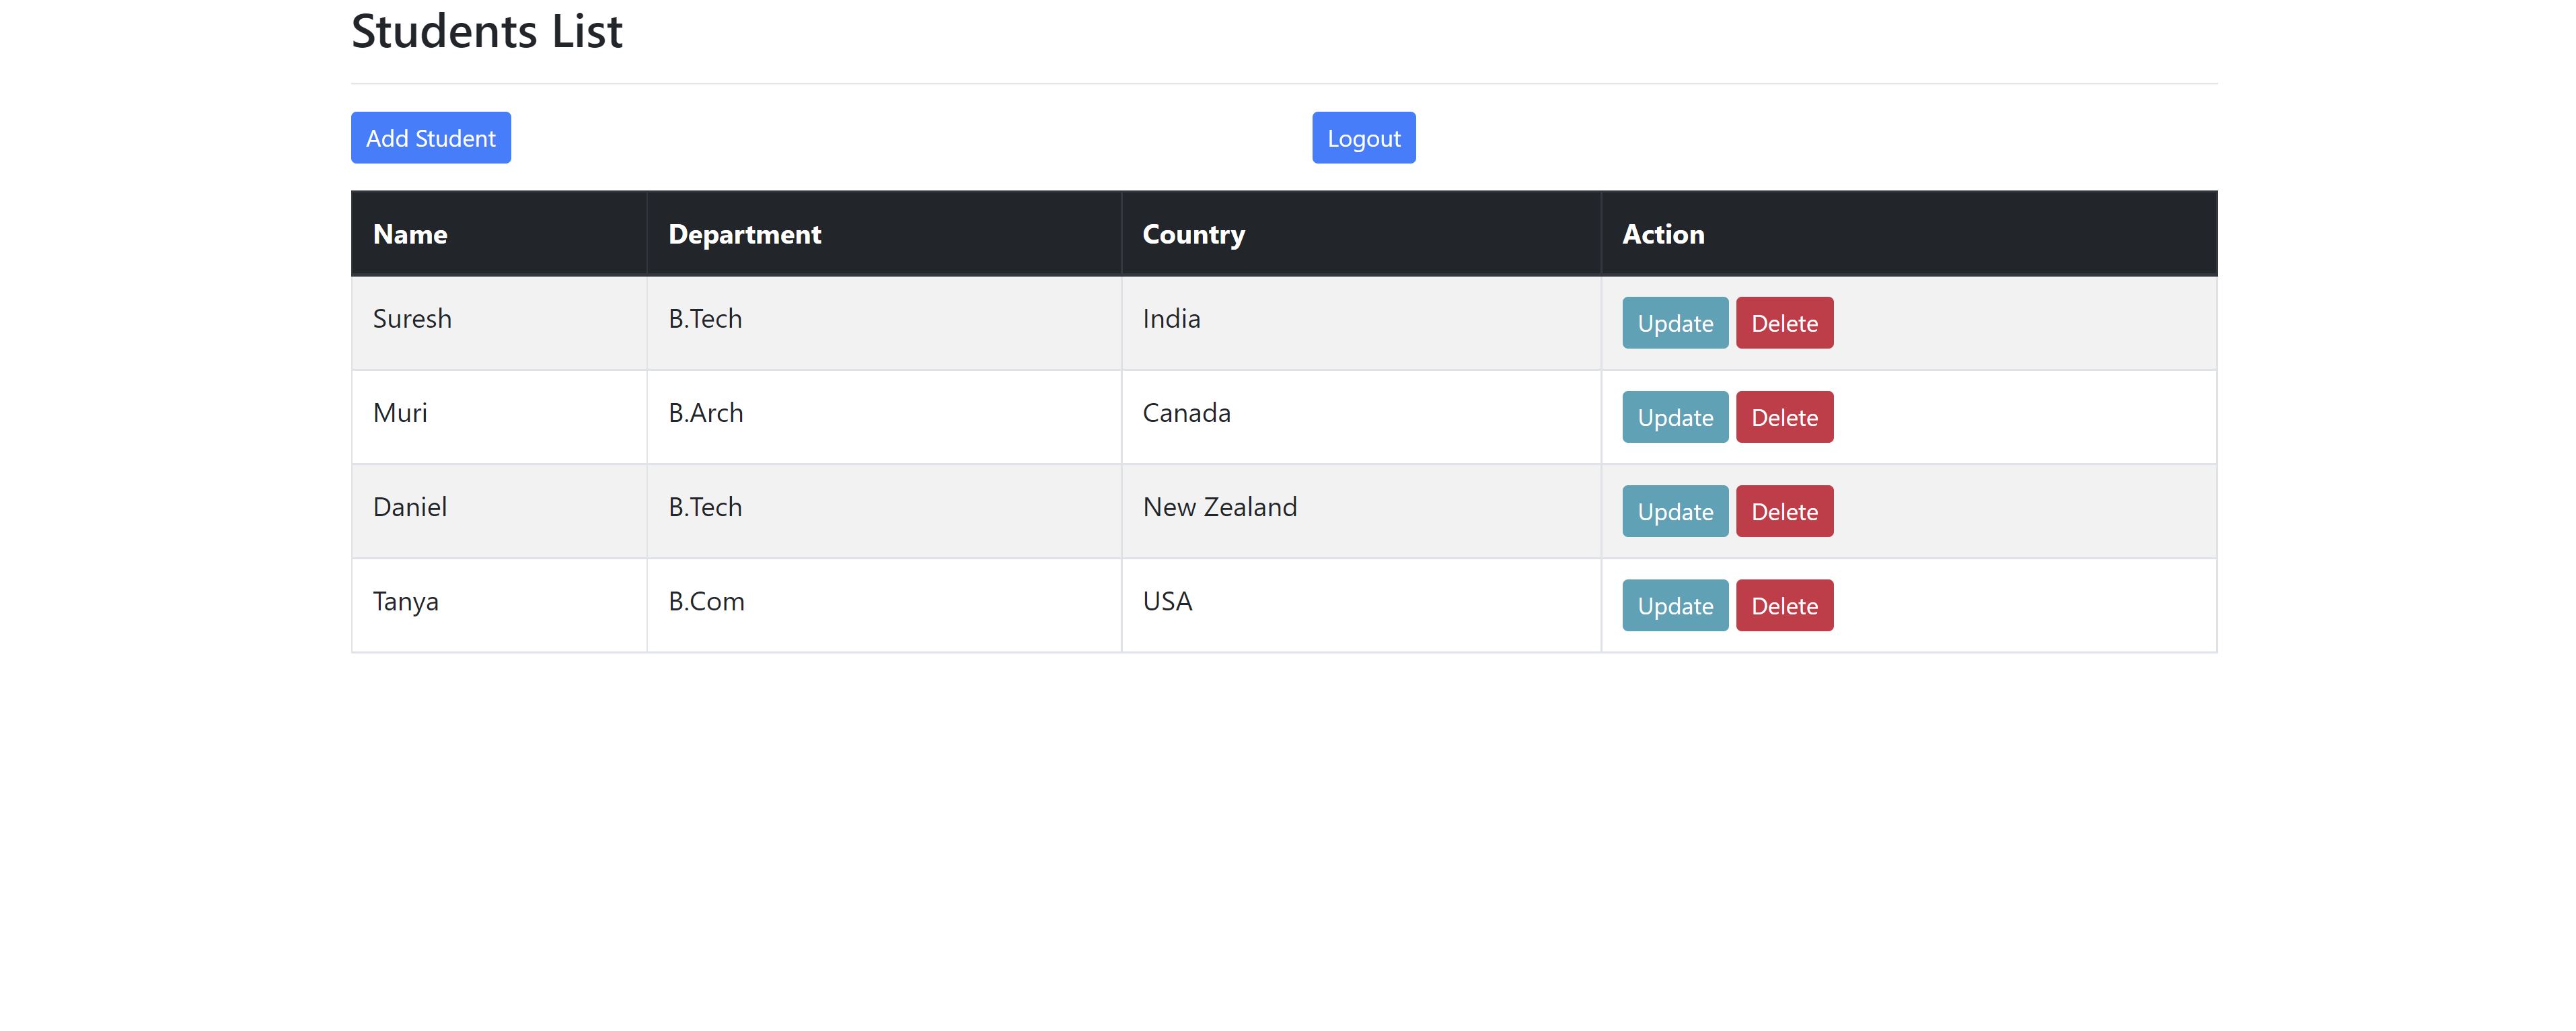 Students List
Add Student Logout
Name Department Country Action
Suresh B.Tech India Update Delete
Muri B.Arch Canada Update Delete
Daniel B.Tech New Zealand Update Delete
Tanya B.Com USA Update Delete